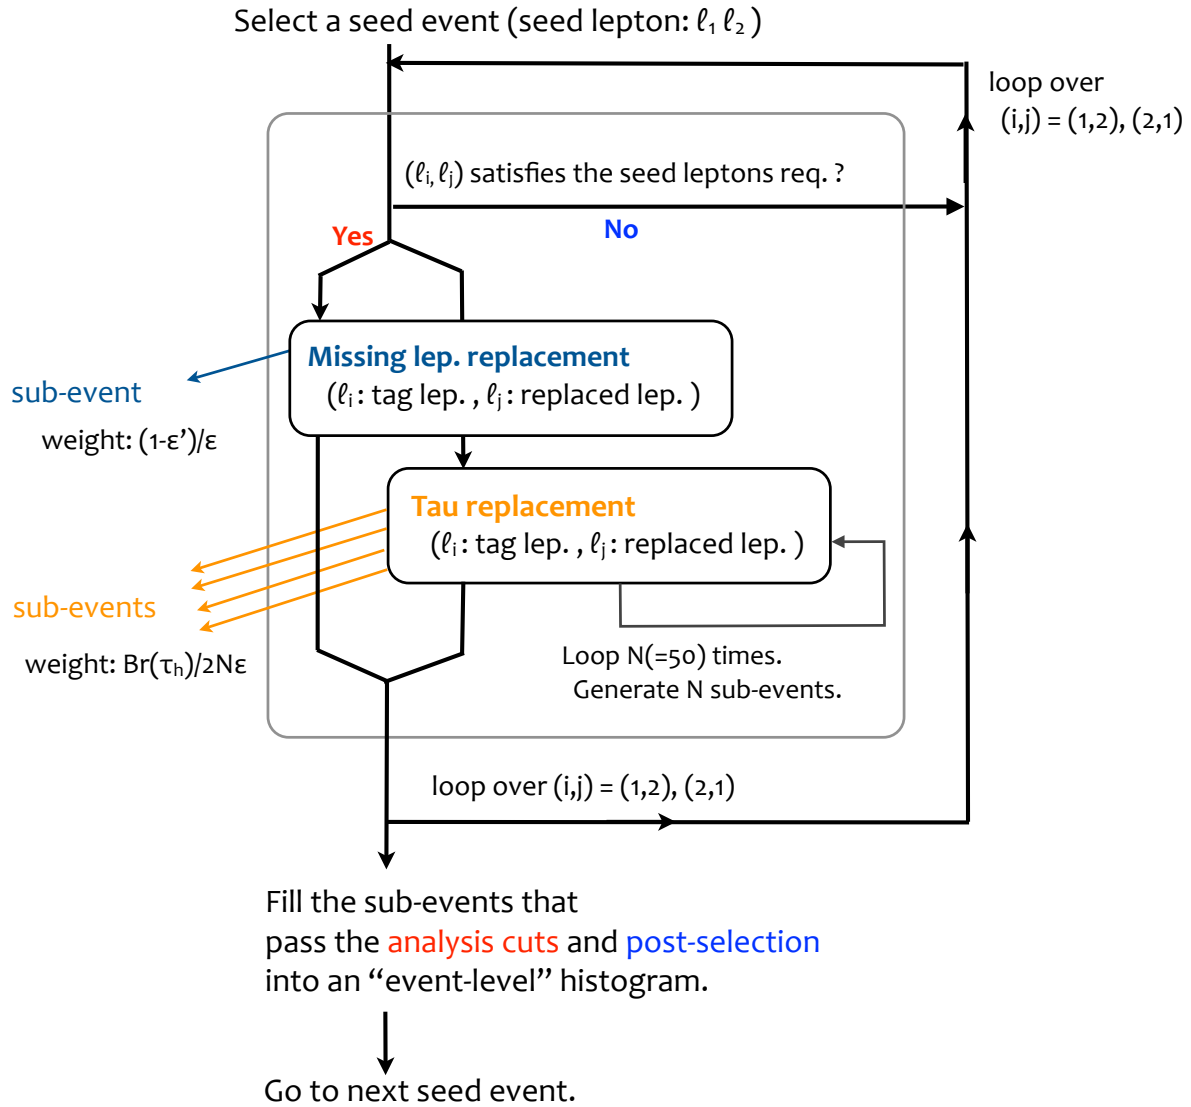 Select a seed event (seed lepton: ℓ₁ ℓ₂ )
loop over
(i,j) = (1,2), (2,1)
(ℓᵢ, ℓⱼ) satisfies the seed leptons req. ?
No
Yes
Missing lep. replacement
(ℓᵢ : tag lep. , ℓⱼ : replaced lep. )
sub-event
weight: (1-ε’)/ε
Tau replacement
(ℓᵢ : tag lep. , ℓⱼ : replaced lep. )
sub-events
weight: Br(τₕ)/2Nε
Loop N(=50) times.
Generate N sub-events.
loop over (i,j) = (1,2), (2,1)
Fill the sub-events that
pass the analysis cuts and post-selection
into an “event-level” histogram.
Go to next seed event.